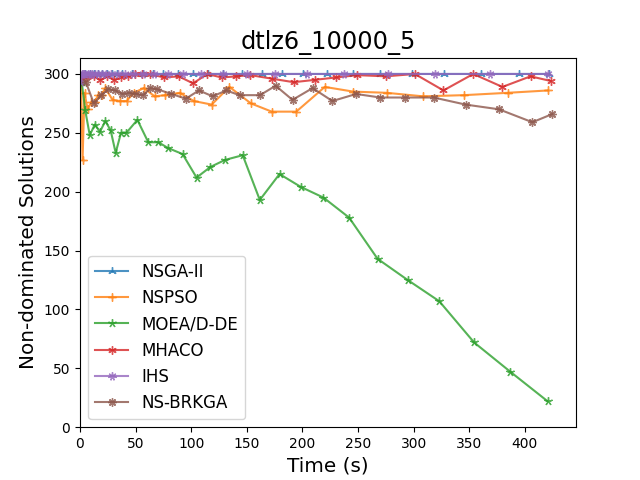 dtlz6_10000_5
Non-dominated Solutions
300
250
200
150
100
50
0
NSGA-II
NSPSO
MOEA/D-DE
MHACO
IHS
NS-BRKGA
0 50 100 150 200 250 300 350 400
Time (s)